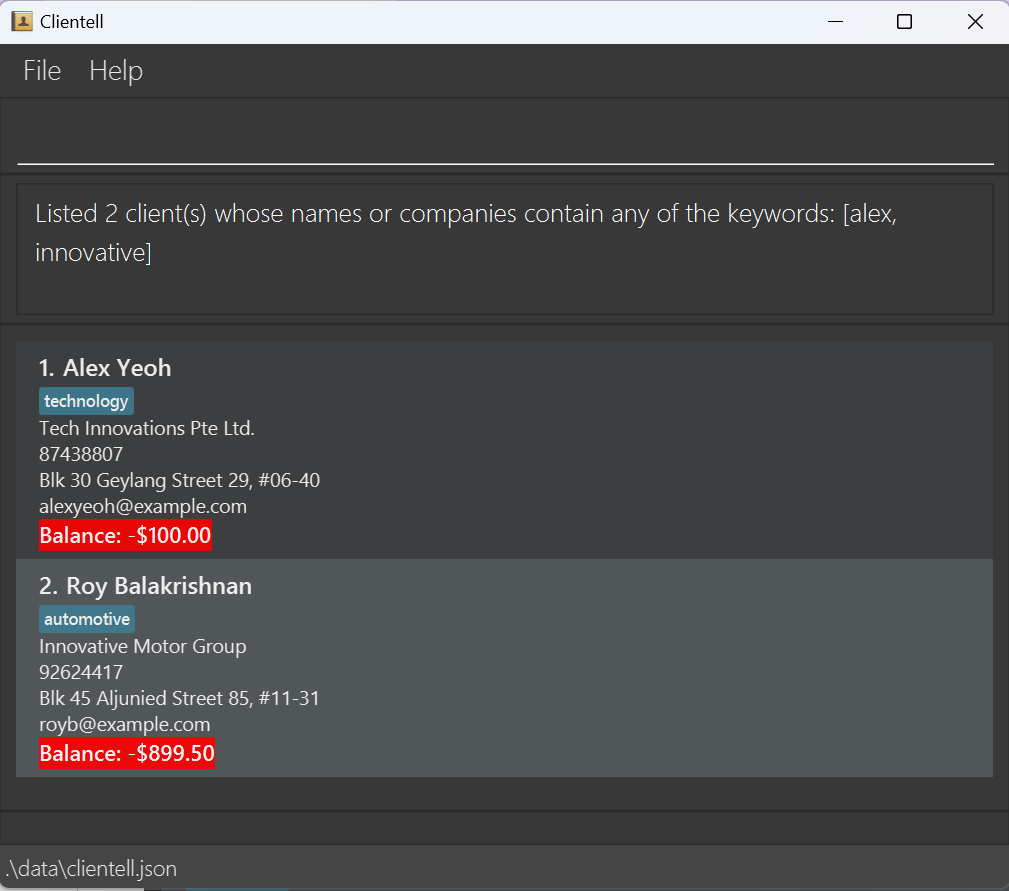 Clientell
File Help
Listed 2 client(s) whose names or companies contain any of the keywords: [alex,
innovative]
1. Alex Yeoh
technology
Tech Innovations Pte Ltd.
87438807
Blk 30 Geylang Street 29, #06-40
alexyeoh@example.com
Balance: -$100.00
2. Roy Balakrishnan
automotive
Innovative Motor Group
92624417
Blk 45 Aljunied Street 85, #11-31
royb@example.com
Balance: -$899.50
.\data\clientell.json